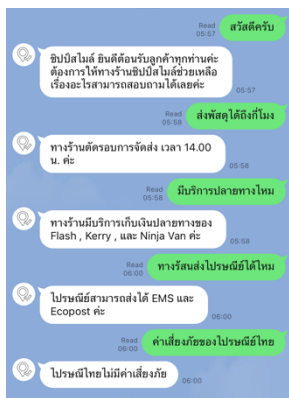 สวัสดีครับ
Read
05:57
ชิปป์สไมล์ ยินดีต้อนรับลูกค้าทุกท่านค่ะ
ต้องการให้ทางร้านชิปป์สไมล์ช่วยเหลือ
เรื่องอะไรสามารถสอบถามได้เลยค่ะ
05:57
Read
05:58
ส่งพัสดุได้ถึงกี่โมง
ทางร้านตัดรอบการจัดส่ง เวลา 14.00
น. ค่ะ
05:58
Read
05:58
มีบริการปลายทางไหม
ทางร้านมีบริการเก็บเงินปลายทางของ
Flash , Kerry , และ Ninja Van ค่ะ
05:58
Read
06:00
ทางรัสนส่งไปรษณีย์ได้ไหม
ไปรษณีย์สามารถส่งได้ EMS และ
Ecopost ค่ะ
06:00
Read
06:00
ค่าเสี่ยงภัยของไปรษณีย์ไทย
ไปรษณีไทยไม่มีค่าเสี่ยงภัย
06:00